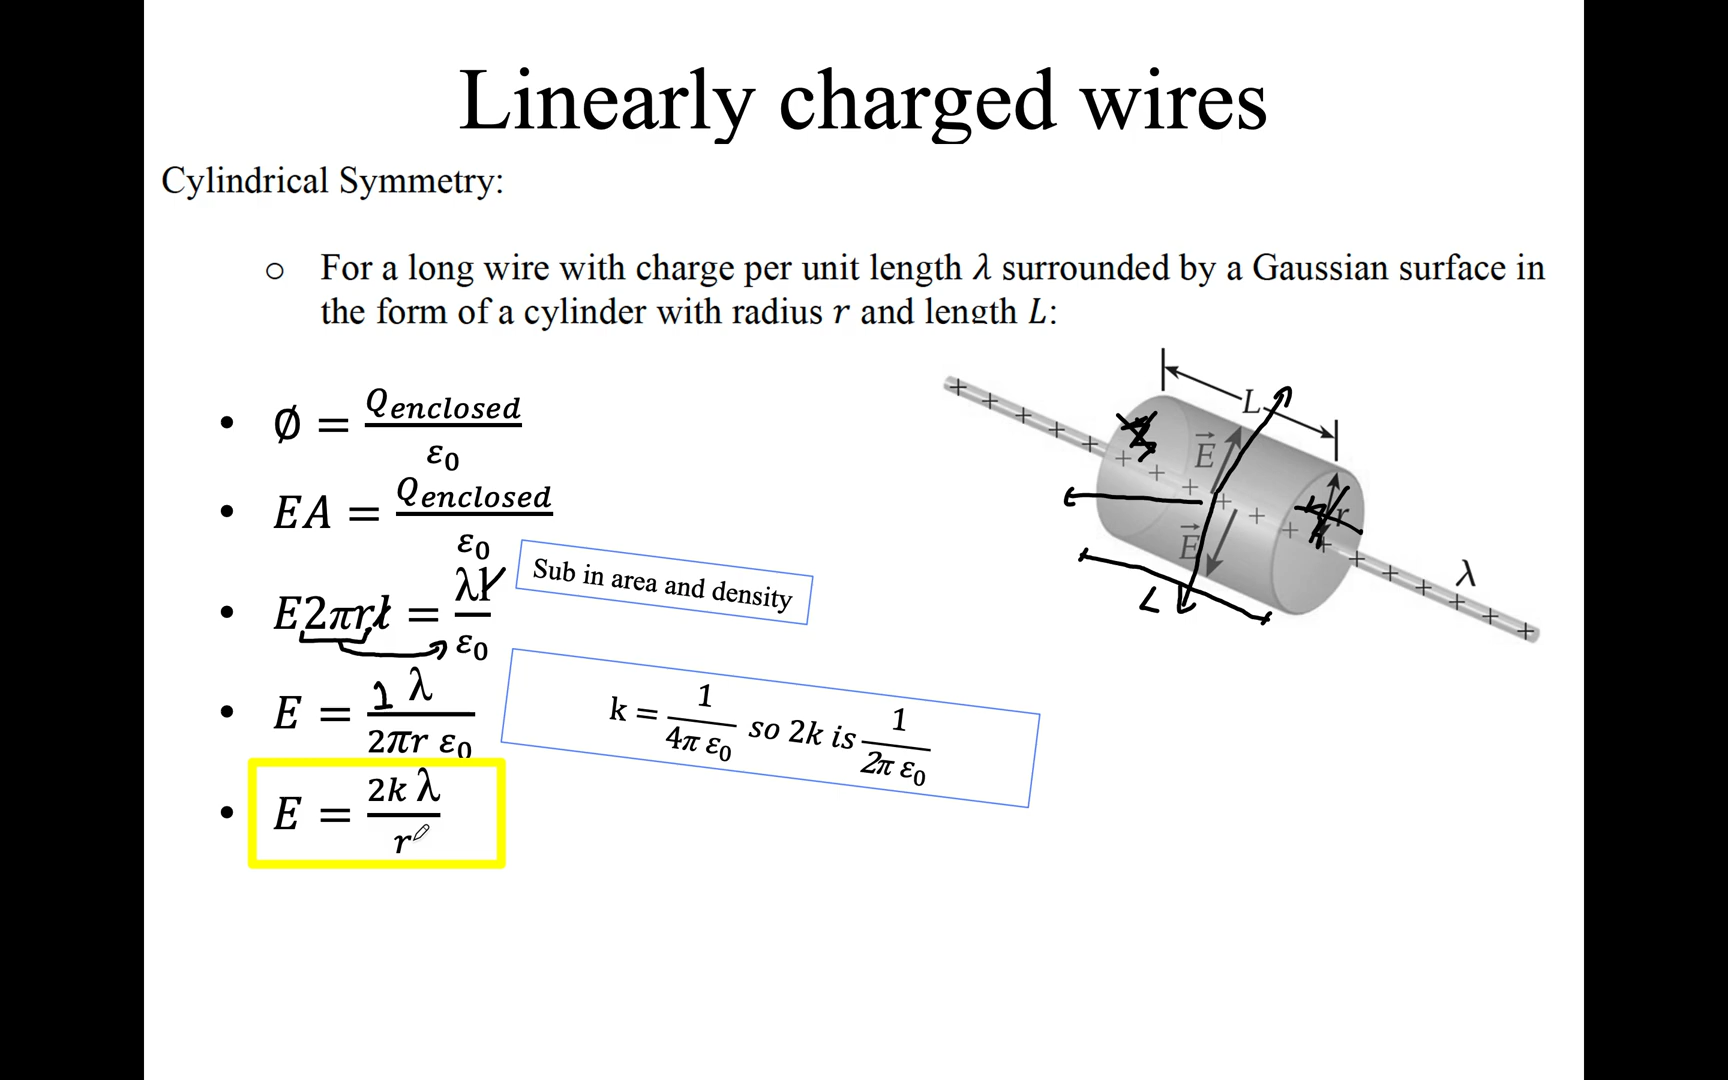 Linearly charged wires
Cylindrical Symmetry:
○ For a long wire with charge per unit length λ surrounded by a Gaussian surface in
the form of a cylinder with radius r and length L:
• ∅ = Q_enclosed / ε₀
• EA = Q_enclosed / ε₀
• E2πrl = λl / ε₀
Sub in area and density
• E = 1 λ / 2πr ε₀
k = 1 / 4π ε₀ so 2k is 1 / 2π ε₀
• E = 2k λ / r
L
E⃗
r
E⃗
λ
L